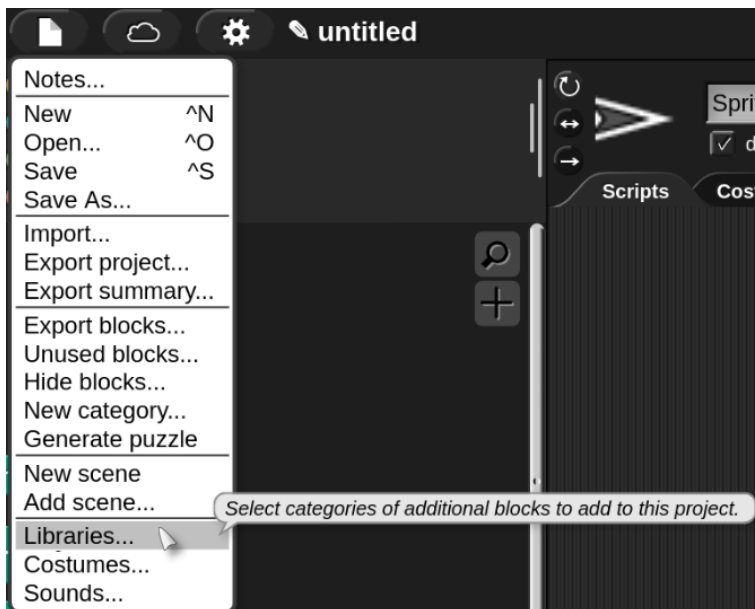 untitled
Notes...
New ^N
Open... ^O
Save ^S
Save As...
Import...
Export project...
Export summary...
Export blocks...
Unused blocks...
Hide blocks...
New category...
Generate puzzle
New scene
Add scene...
Select categories of additional blocks to add to this project.
Libraries...
Costumes...
Sounds...
Spri
d
Scripts Cos